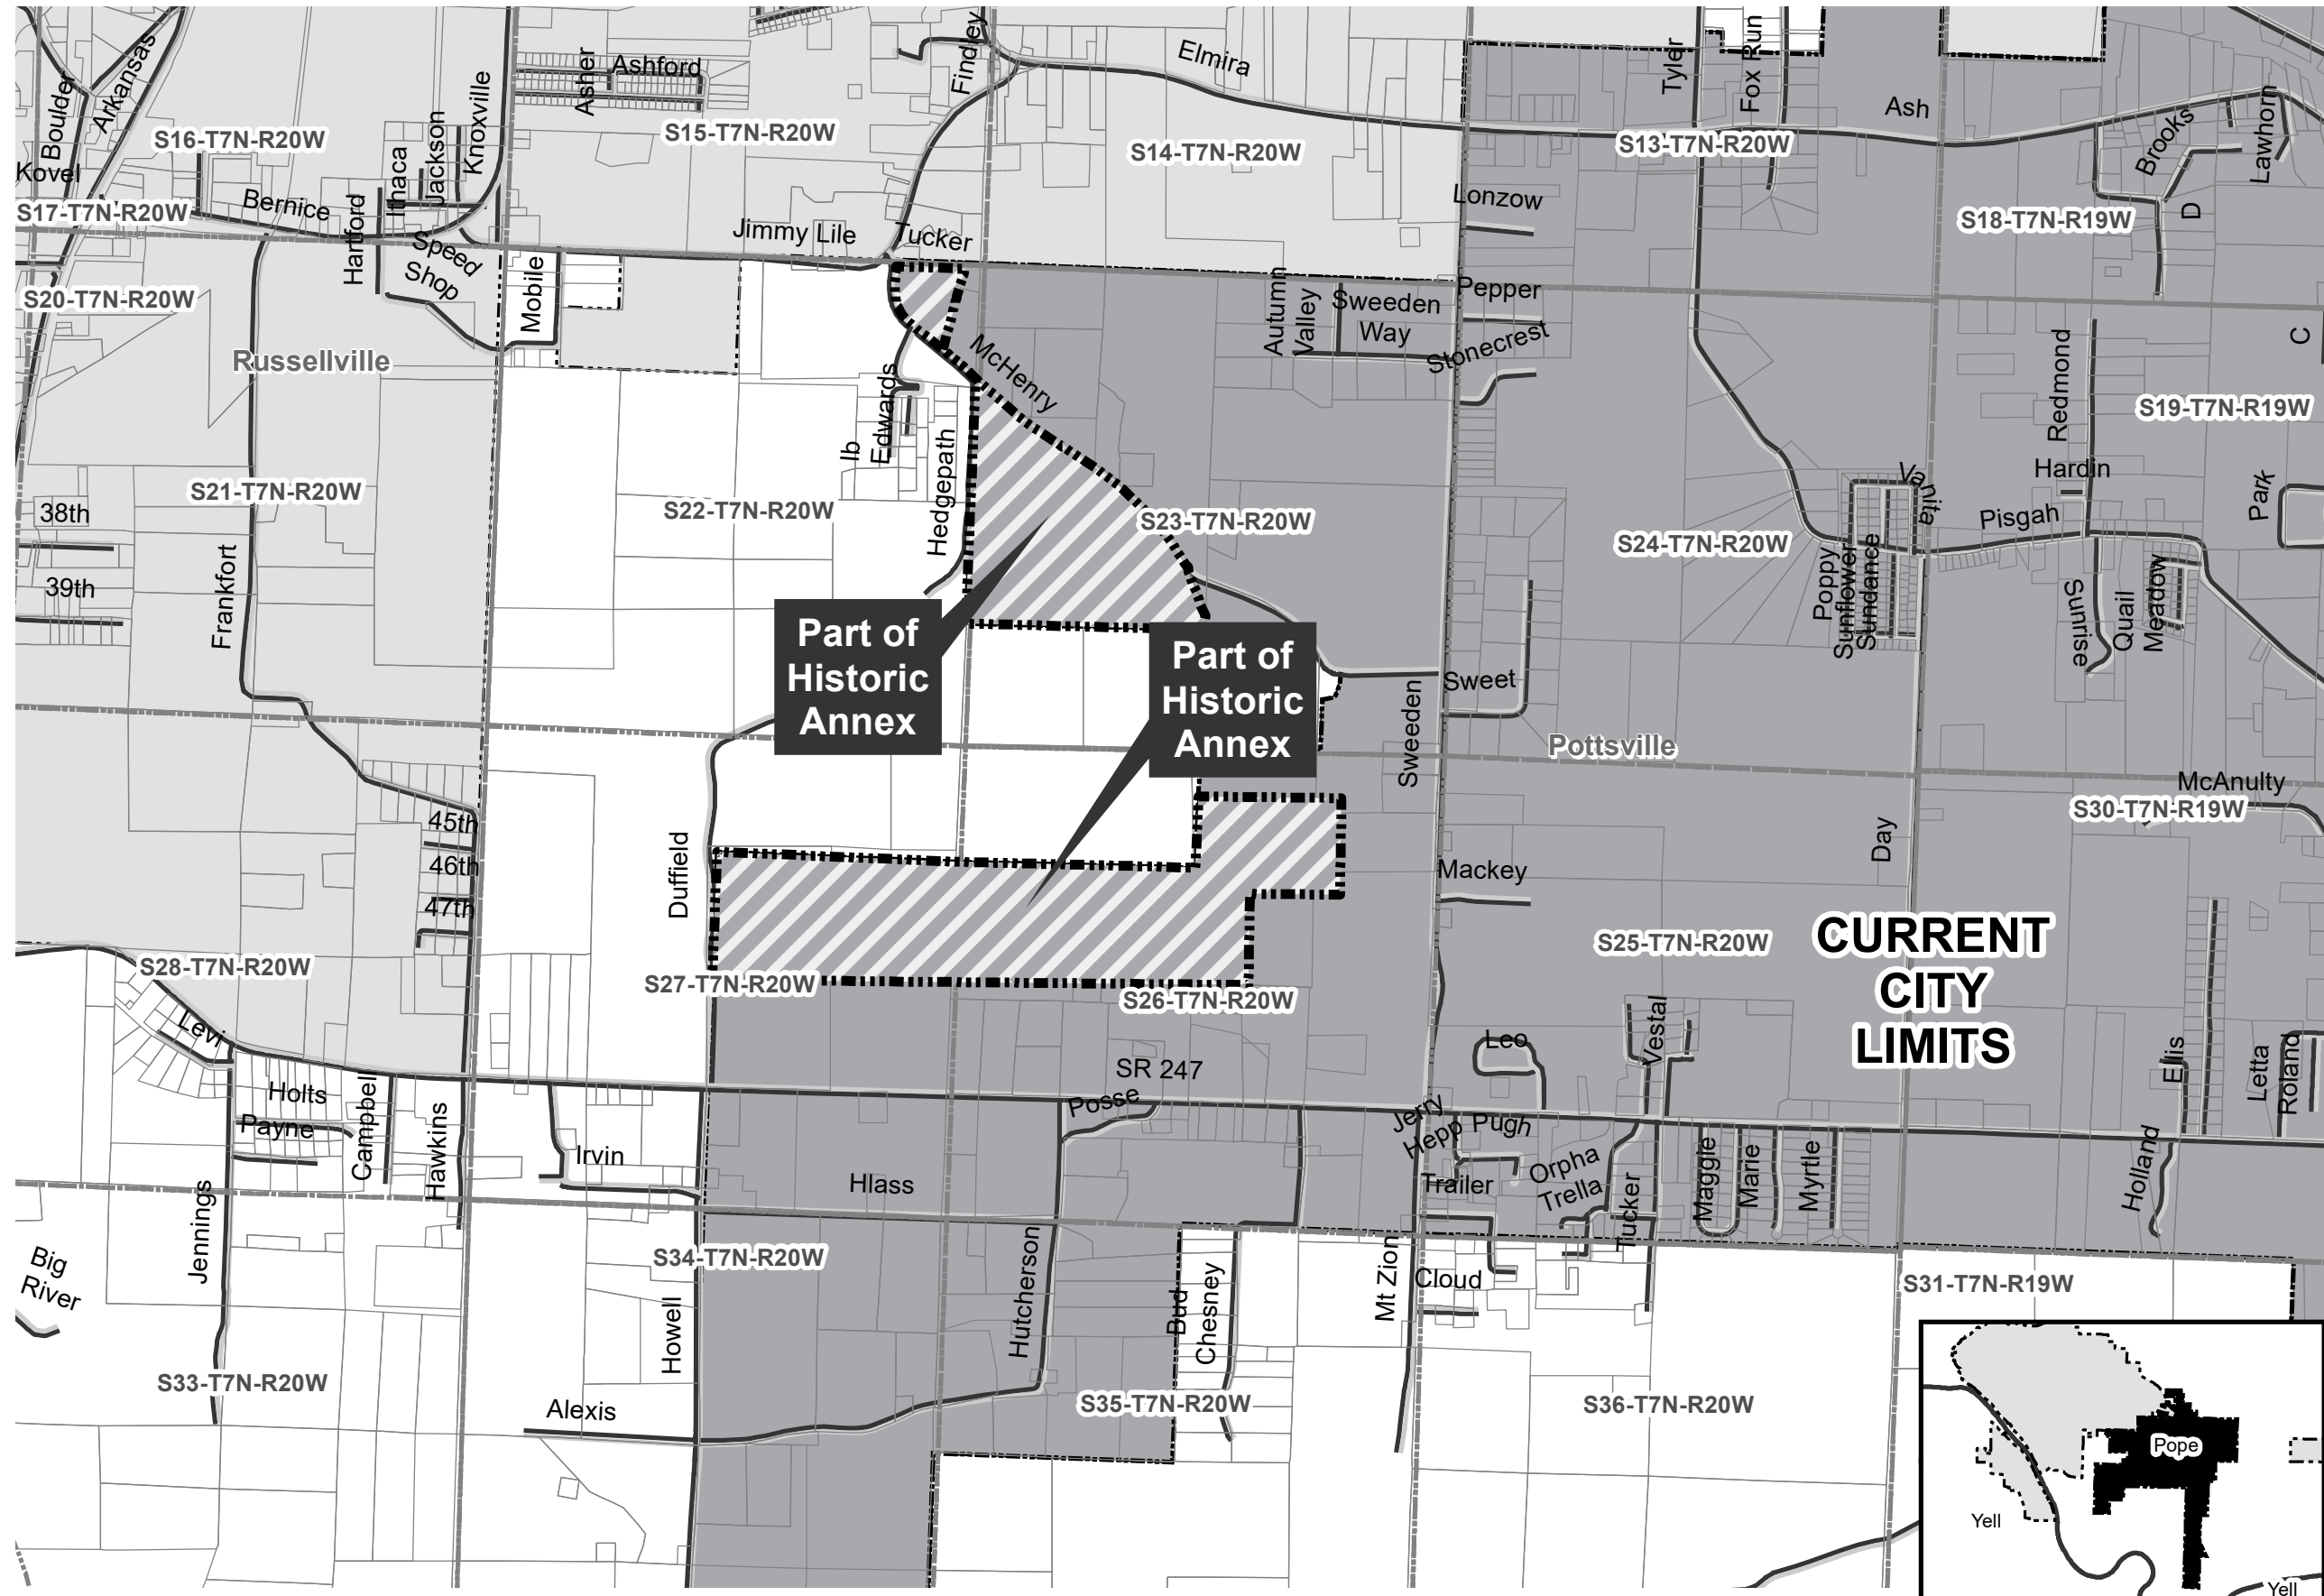 Boulder
Arkansas
Kovel
S16-T7N-R20W
S17-T7N-R20W
Bernice
Hartford
Ithaca
Jackson
Knoxville
Speed
Shop
Mobile
S20-T7N-R20W
Russellville
Asher
Ashford
S15-T7N-R20W
Findley
Elmira
S14-T7N-R20W
Jimmy Lile
Tucker
Tyler
Fox Run
Ash
S13-T7N-R20W
Brooks
Lawhorn
D
S18-T7N-R19W
Lonzow
Pepper
Autumn
Valley
Sweeden
Way
Stonecrest
McHenry
Ib
Edwards
Hedgepath
S21-T7N-R20W
38th
39th
Frankfort
S22-T7N-R20W
S23-T7N-R20W
S24-T7N-R20W
Redmond
C
S19-T7N-R19W
Hardin
Vanita
Pisgah
Park
Poppy
Sunflower
Sundance
Sunrise
Quail
Meadow
Part of
Historic
Annex
Part of
Historic
Annex
Sweet
Sweeden
Pottsville
McAnulty
S30-T7N-R19W
Day
Duffield
45th
46th
47th
Mackey
S25-T7N-R20W
CURRENT
CITY
LIMITS
S28-T7N-R20W
S27-T7N-R20W
S26-T7N-R20W
Levi
Holts
Payne
Campbell
Hawkins
Jennings
Irvin
SR 247
Posse
Hlass
Leo
Vestal
Jerry
Hepp
Pugh
Trailer
Orpha
Trella
Tucker
Maggie
Marie
Myrtle
Ellis
Letta
Roland
Holland
Big
River
S34-T7N-R20W
Howell
Hutcherson
Bud
Chesney
Mt Zion
Cloud
S31-T7N-R19W
S33-T7N-R20W
Alexis
S35-T7N-R20W
S36-T7N-R20W
Pope
Yell
Yell